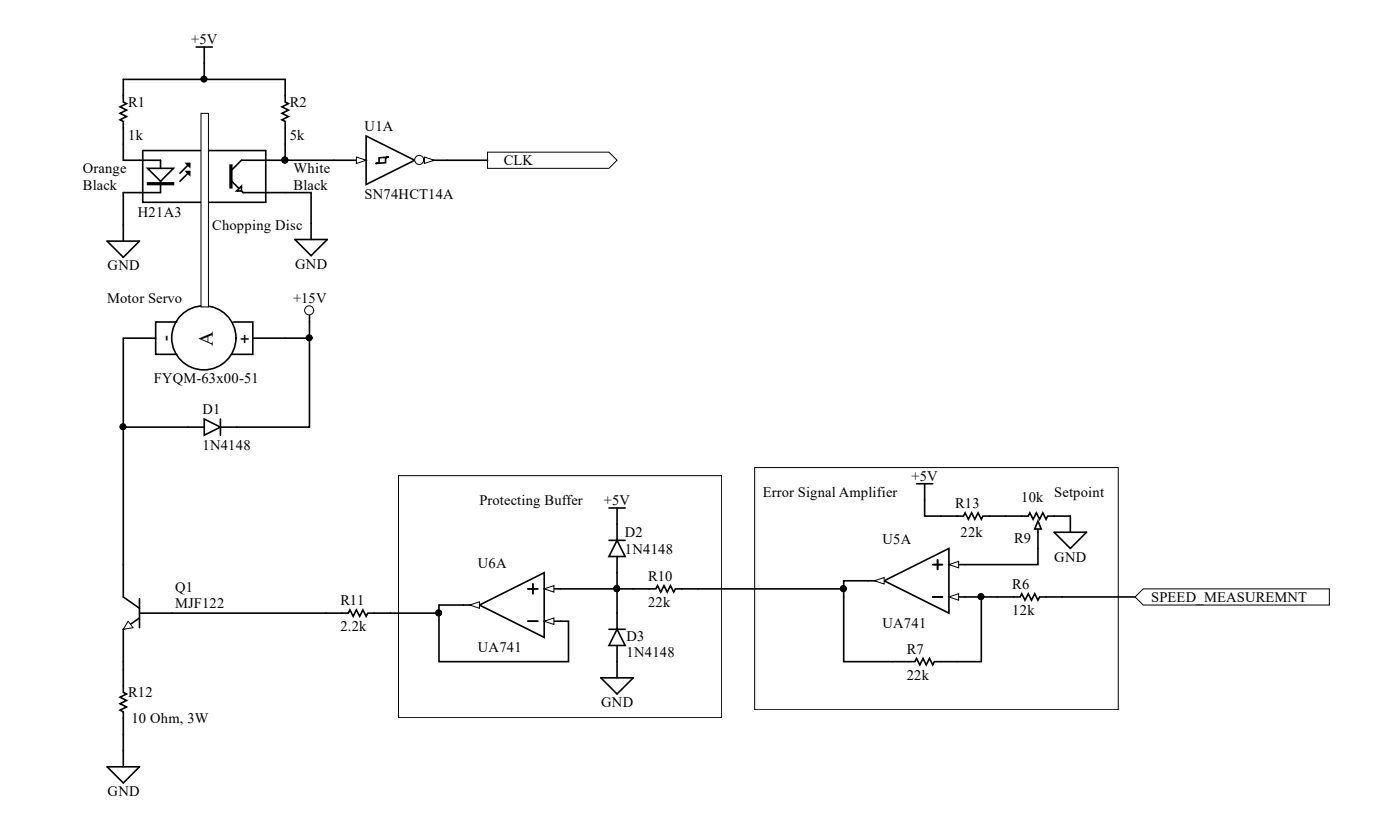 +5V
R1
R2
1k
5k
U1A
CLK
Orange
Black
White
Black
SN74HCT14A
H21A3
Chopping Disc
GND
GND
Motor Servo
+15V
-
A
+
FYQM-63x00-51
D1
1N4148
Protecting Buffer
+5V
D2
1N4148
U6A
+
-
R10
22k
UA741
D3
1N4148
GND
Error Signal Amplifier
+5V
R13
22k
10k
Setpoint
R9
GND
U5A
+
-
UA741
R6
12k
SPEED_MEASUREMNT
R7
22k
Q1
MJF122
R11
2.2k
R12
10 Ohm, 3W
GND